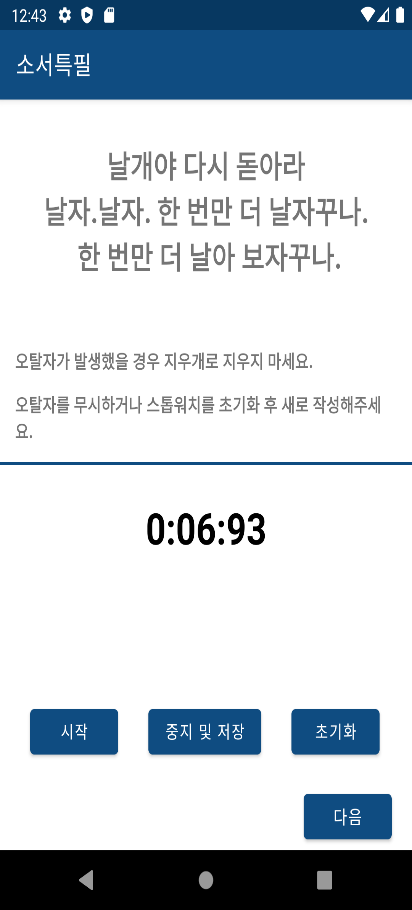 12:43
소서특필
날개야 다시 돋아라
날자.날자. 한 번만 더 날자꾸나.
한 번만 더 날아 보자꾸나.
오탈자가 발생했을 경우 지우개로 지우지 마세요.
오탈자를 무시하거나 스톱워치를 초기화 후 새로 작성해주세
요.
0:06:93
시작 중지 및 저장 초기화
다음